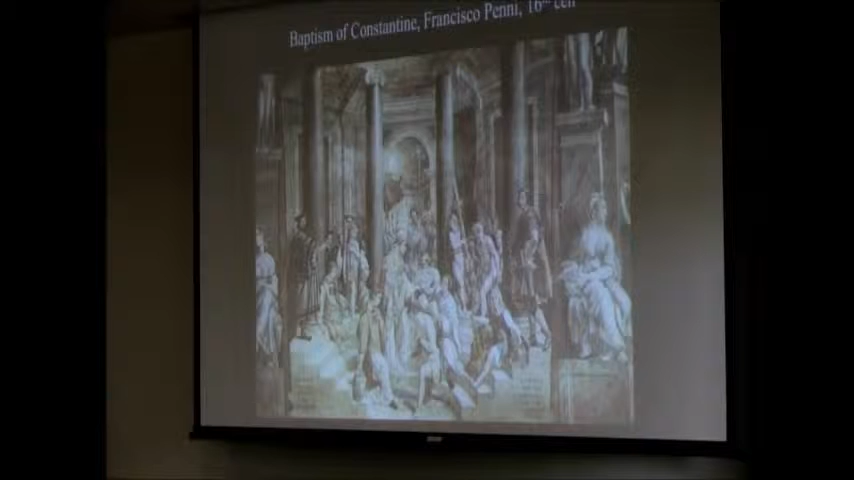 Baptism of Constantine, Francisco Penni, 16th cen